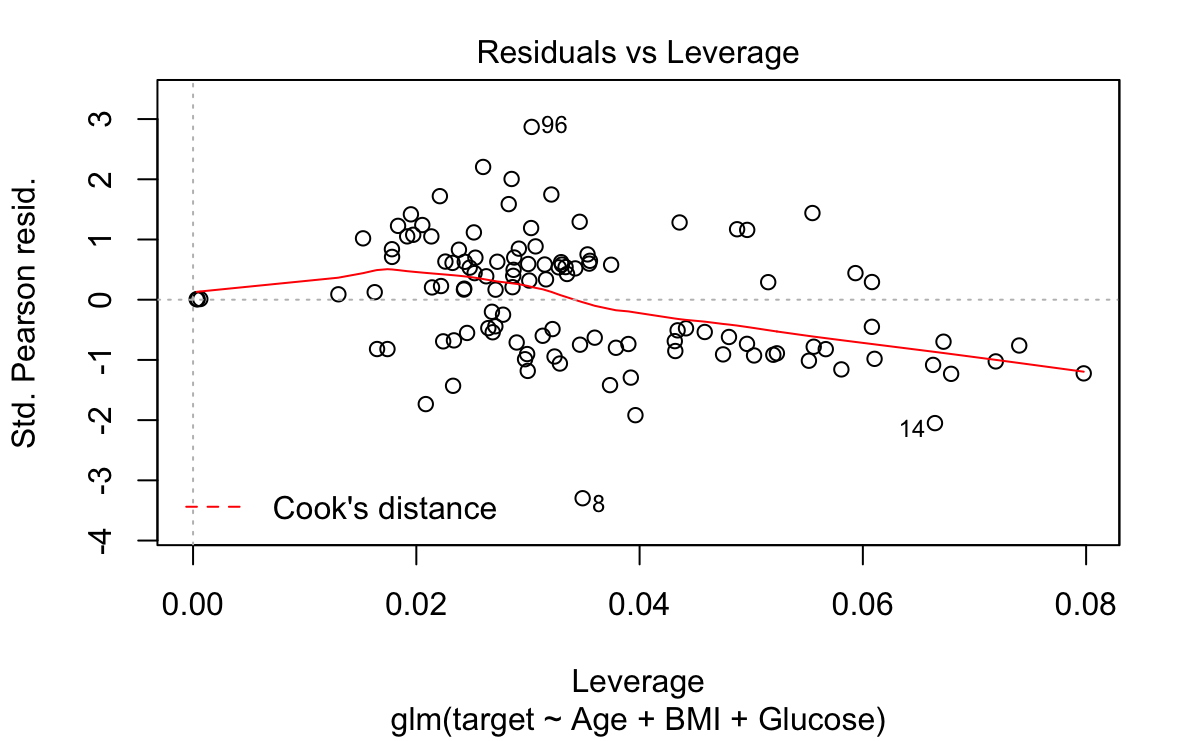 Residuals vs Leverage
Std. Pearson resid.
3
2
1
0
-1
-2
-3
-4
96
14
8
Cook's distance
0.00 0.02 0.04 0.06 0.08
Leverage
glm(target ~ Age + BMI + Glucose)